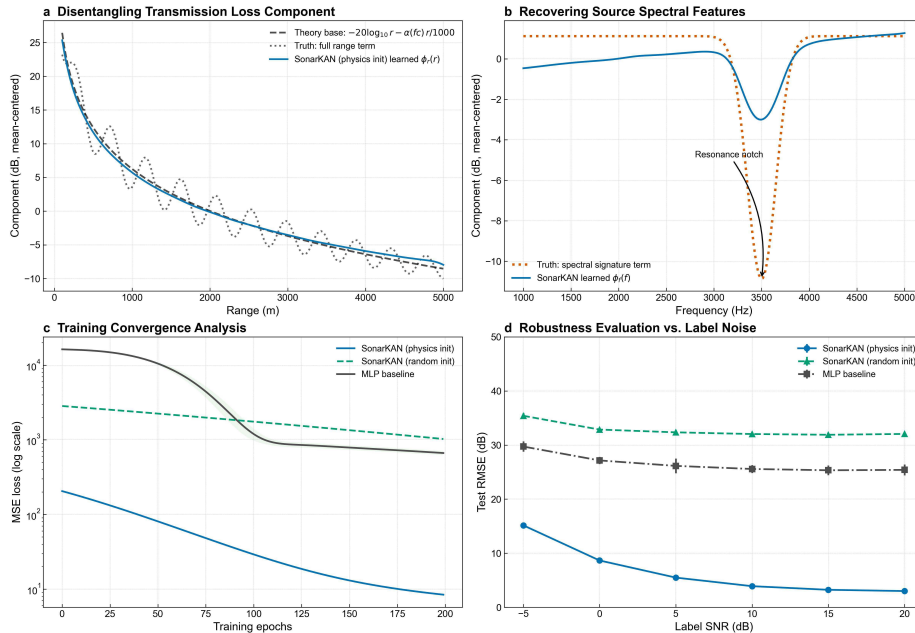 a Disentangling Transmission Loss Component
Theory base: −20log₁₀ r − α(fc) r/1000
Truth: full range term
SonarKAN (physics init) learned ϕᵣ(r)
25
20
15
10
5
0
−5
−10
0
1000
2000
3000
4000
5000
Component (dB, mean-centered)
Range (m)
b Recovering Source Spectral Features
0
−2
−4
−6
−8
−10
Resonance notch
Truth: spectral signature term
SonarKAN learned ϕ_f(f)
1000
1500
2000
2500
3000
3500
4000
4500
5000
Component (dB, mean-centered)
Frequency (Hz)
c Training Convergence Analysis
SonarKAN (physics init)
SonarKAN (random init)
MLP baseline
10⁴
10³
10²
10¹
0
25
50
75
100
125
150
175
200
MSE loss (log scale)
Training epochs
d Robustness Evaluation vs. Label Noise
SonarKAN (physics init)
SonarKAN (random init)
MLP baseline
50
40
30
20
10
0
−5
0
5
10
15
20
Test RMSE (dB)
Label SNR (dB)